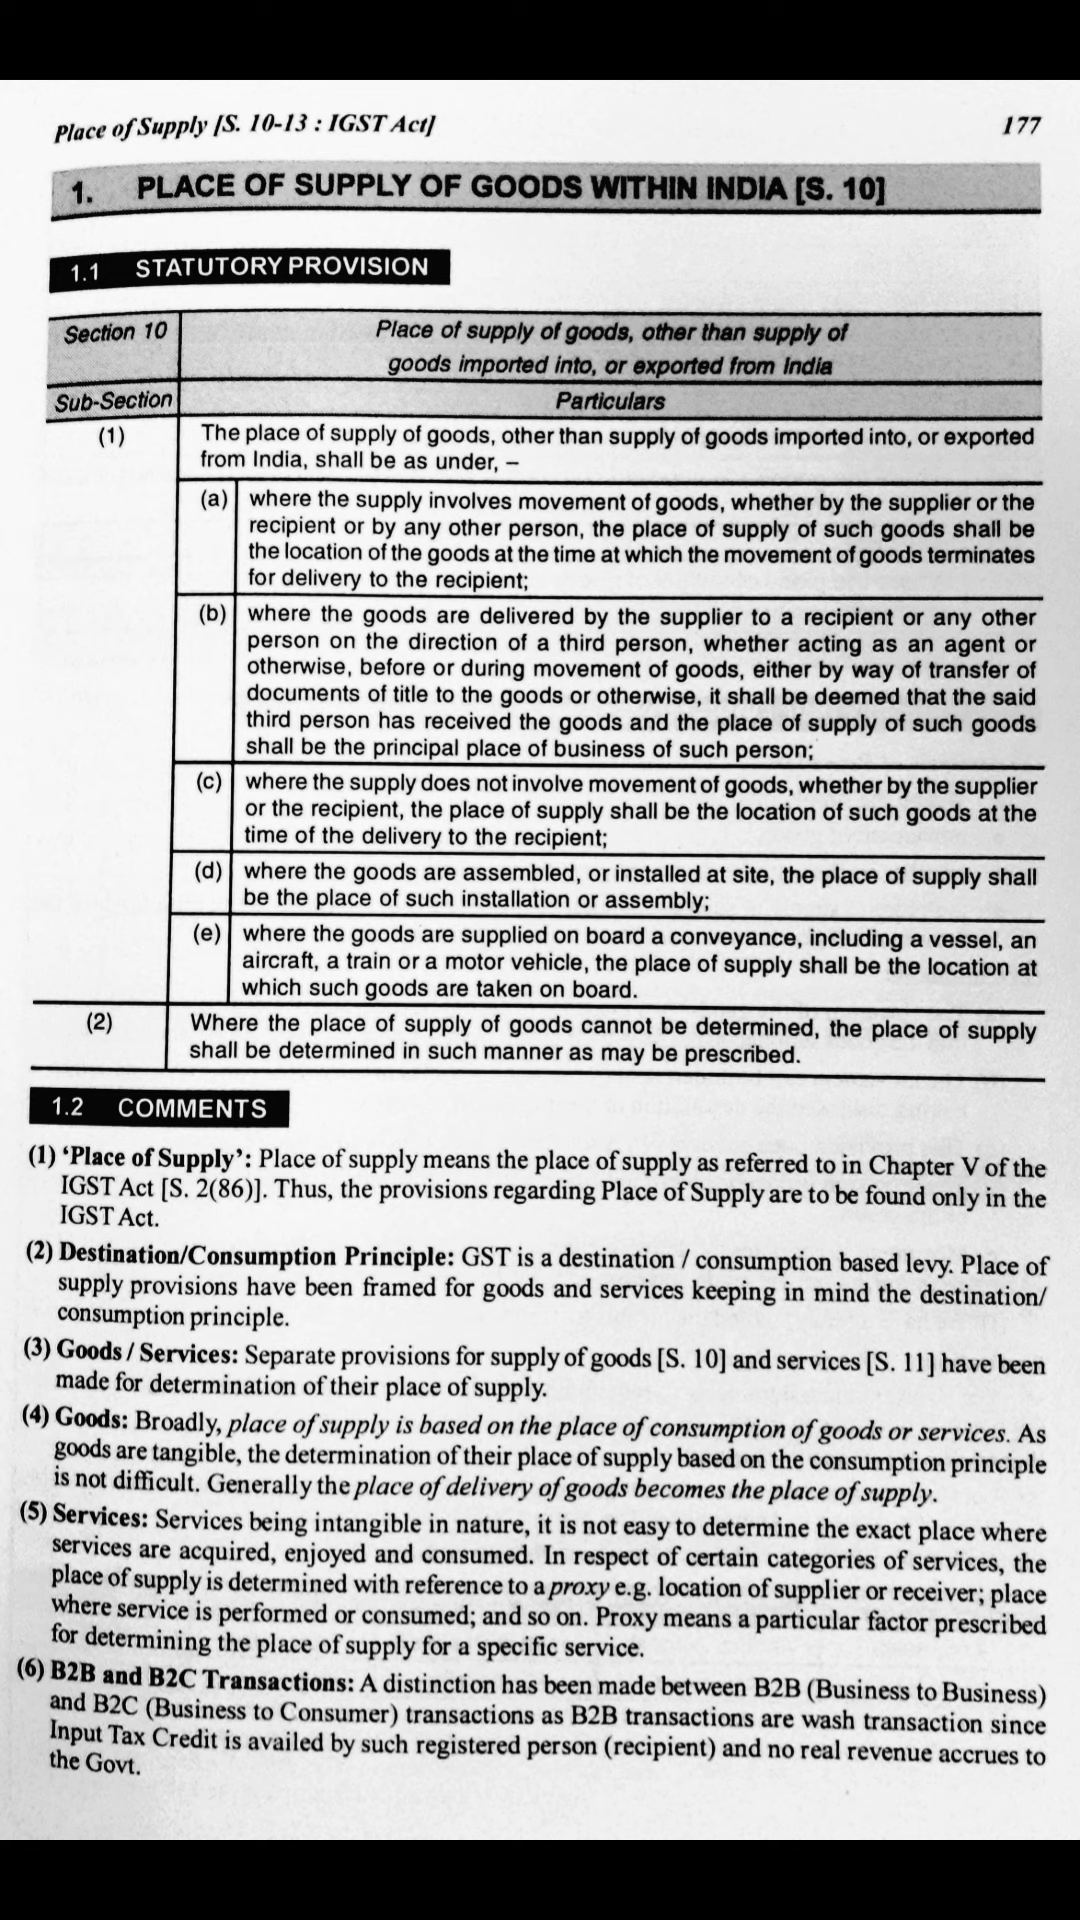 Place of Supply [S. 10-13 : IGST Act] 177
1. PLACE OF SUPPLY OF GOODS WITHIN INDIA [S. 10]
1.1 STATUTORY PROVISION
Section 10 Place of supply of goods, other than supply of
goods imported into, or exported from India
Sub-Section Particulars
(1) The place of supply of goods, other than supply of goods imported into, or exported
from India, shall be as under, –
(a) where the supply involves movement of goods, whether by the supplier or the
recipient or by any other person, the place of supply of such goods shall be
the location of the goods at the time at which the movement of goods terminates
for delivery to the recipient;
(b) where the goods are delivered by the supplier to a recipient or any other
person on the direction of a third person, whether acting as an agent or
otherwise, before or during movement of goods, either by way of transfer of
documents of title to the goods or otherwise, it shall be deemed that the said
third person has received the goods and the place of supply of such goods
shall be the principal place of business of such person;
(c) where the supply does not involve movement of goods, whether by the supplier
or the recipient, the place of supply shall be the location of such goods at the
time of the delivery to the recipient;
(d) where the goods are assembled, or installed at site, the place of supply shall
be the place of such installation or assembly;
(e) where the goods are supplied on board a conveyance, including a vessel, an
aircraft, a train or a motor vehicle, the place of supply shall be the location at
which such goods are taken on board.
(2) Where the place of supply of goods cannot be determined, the place of supply
shall be determined in such manner as may be prescribed.
1.2 COMMENTS
(1) ‘Place of Supply’: Place of supply means the place of supply as referred to in Chapter V of the
IGST Act [S. 2(86)]. Thus, the provisions regarding Place of Supply are to be found only in the
IGST Act.
(2) Destination/Consumption Principle: GST is a destination / consumption based levy. Place of
supply provisions have been framed for goods and services keeping in mind the destination/
consumption principle.
(3) Goods / Services: Separate provisions for supply of goods [S. 10] and services [S. 11] have been
made for determination of their place of supply.
(4) Goods: Broadly, place of supply is based on the place of consumption of goods or services. As
goods are tangible, the determination of their place of supply based on the consumption principle
is not difficult. Generally the place of delivery of goods becomes the place of supply.
(5) Services: Services being intangible in nature, it is not easy to determine the exact place where
services are acquired, enjoyed and consumed. In respect of certain categories of services, the
place of supply is determined with reference to a proxy e.g. location of supplier or receiver; place
where service is performed or consumed; and so on. Proxy means a particular factor prescribed
for determining the place of supply for a specific service.
(6) B2B and B2C Transactions: A distinction has been made between B2B (Business to Business)
and B2C (Business to Consumer) transactions as B2B transactions are wash transaction since
Input Tax Credit is availed by such registered person (recipient) and no real revenue accrues to
the Govt.